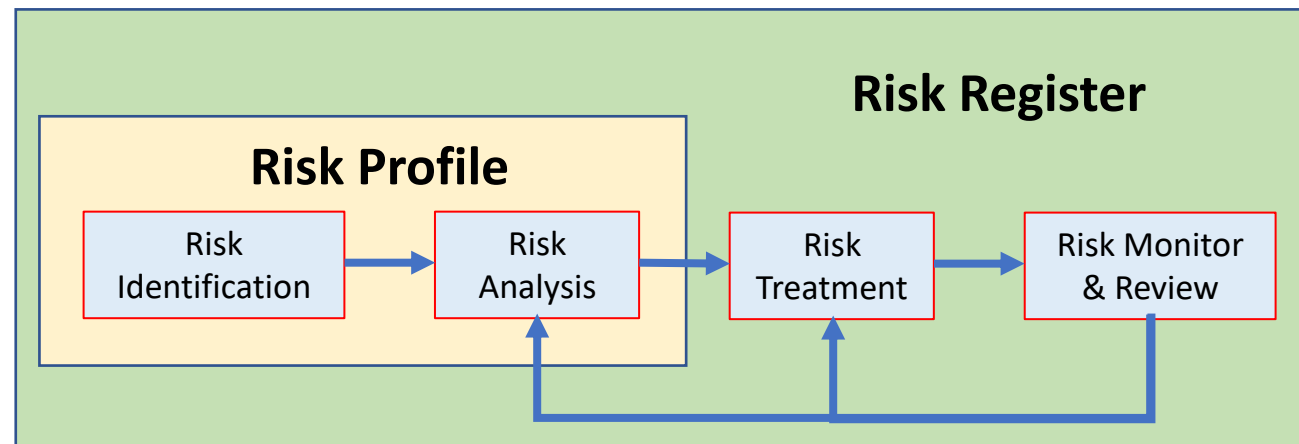 Risk Register
Risk Profile
Risk
Identification
Risk
Analysis
Risk
Treatment
Risk Monitor
& Review